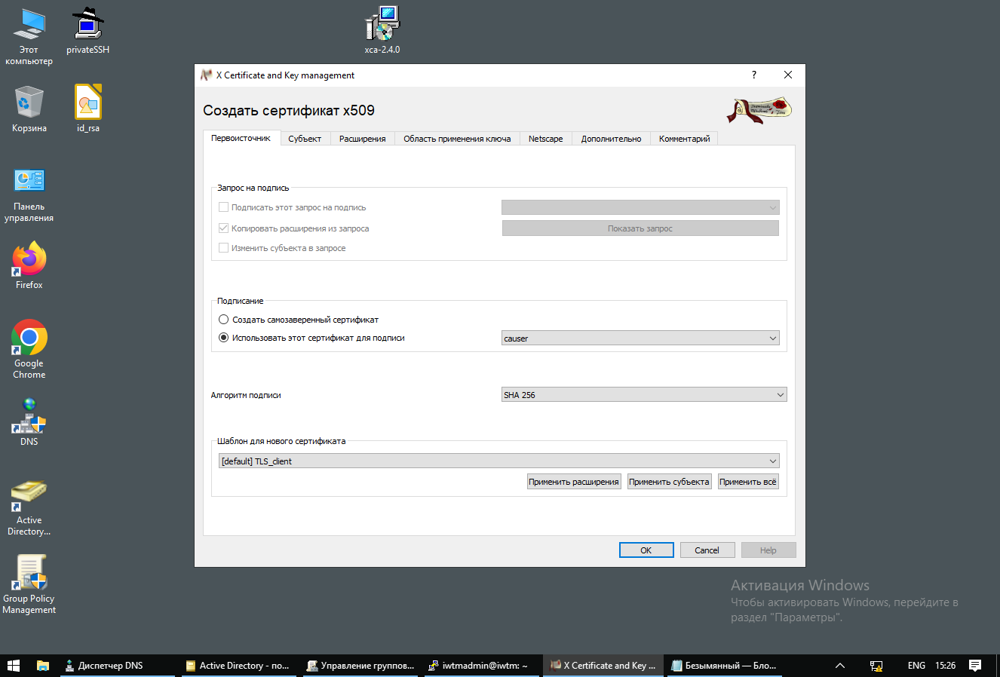 Этот
компьютер
privateSSH
xca-2.4.0
Корзина
id_rsa
Панель
управления
Firefox
Google
Chrome
DNS
Active
Directory...
Group Policy
Management
X Certificate and Key management
?
Создать сертификат x509
Первоисточник
Субъект
Расширения
Область применения ключа
Netscape
Дополнительно
Комментарий
Запрос на подпись
Подписать этот запрос на подпись
Копировать расширения из запроса
Показать запрос
Изменить субъекта в запросе
Подписание
Создать самозаверенный сертификат
Использовать этот сертификат для подписи
causer
Алгоритм подписи
SHA 256
Шаблон для нового сертификата
[default] TLS_client
Применить расширения
Применить субъекта
Применить всё
OK
Cancel
Help
Активация Windows
Чтобы активировать Windows, перейдите в
раздел "Параметры".
Диспетчер DNS
Active Directory - по...
Управление группов...
iwtmadmin@iwtm: ~
X Certificate and Key ...
Безымянный — Бло...
ENG
15:26